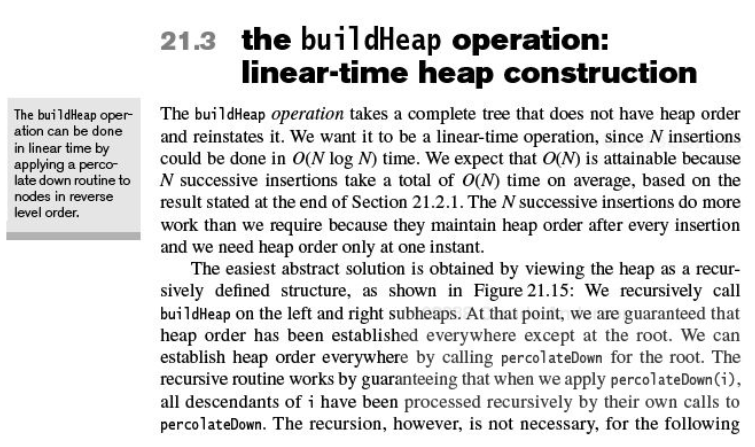 21.3 the buildHeap operation:
linear-time heap construction
The buildHeap oper-
ation can be done
in linear time by
applying a perco-
late down routine to
nodes in reverse
level order.
The buildHeap operation takes a complete tree that does not have heap order
and reinstates it. We want it to be a linear-time operation, since N insertions
could be done in O(N log N) time. We expect that O(N) is attainable because
N successive insertions take a total of O(N) time on average, based on the
result stated at the end of Section 21.2.1. The N successive insertions do more
work than we require because they maintain heap order after every insertion
and we need heap order only at one instant.
The easiest abstract solution is obtained by viewing the heap as a recur-
sively defined structure, as shown in Figure 21.15: We recursively call
buildHeap on the left and right subheaps. At that point, we are guaranteed that
heap order has been established everywhere except at the root. We can
establish heap order everywhere by calling percolateDown for the root. The
recursive routine works by guaranteeing that when we apply percolateDown(i),
all descendants of i have been processed recursively by their own calls to
percolateDown. The recursion, however, is not necessary, for the following